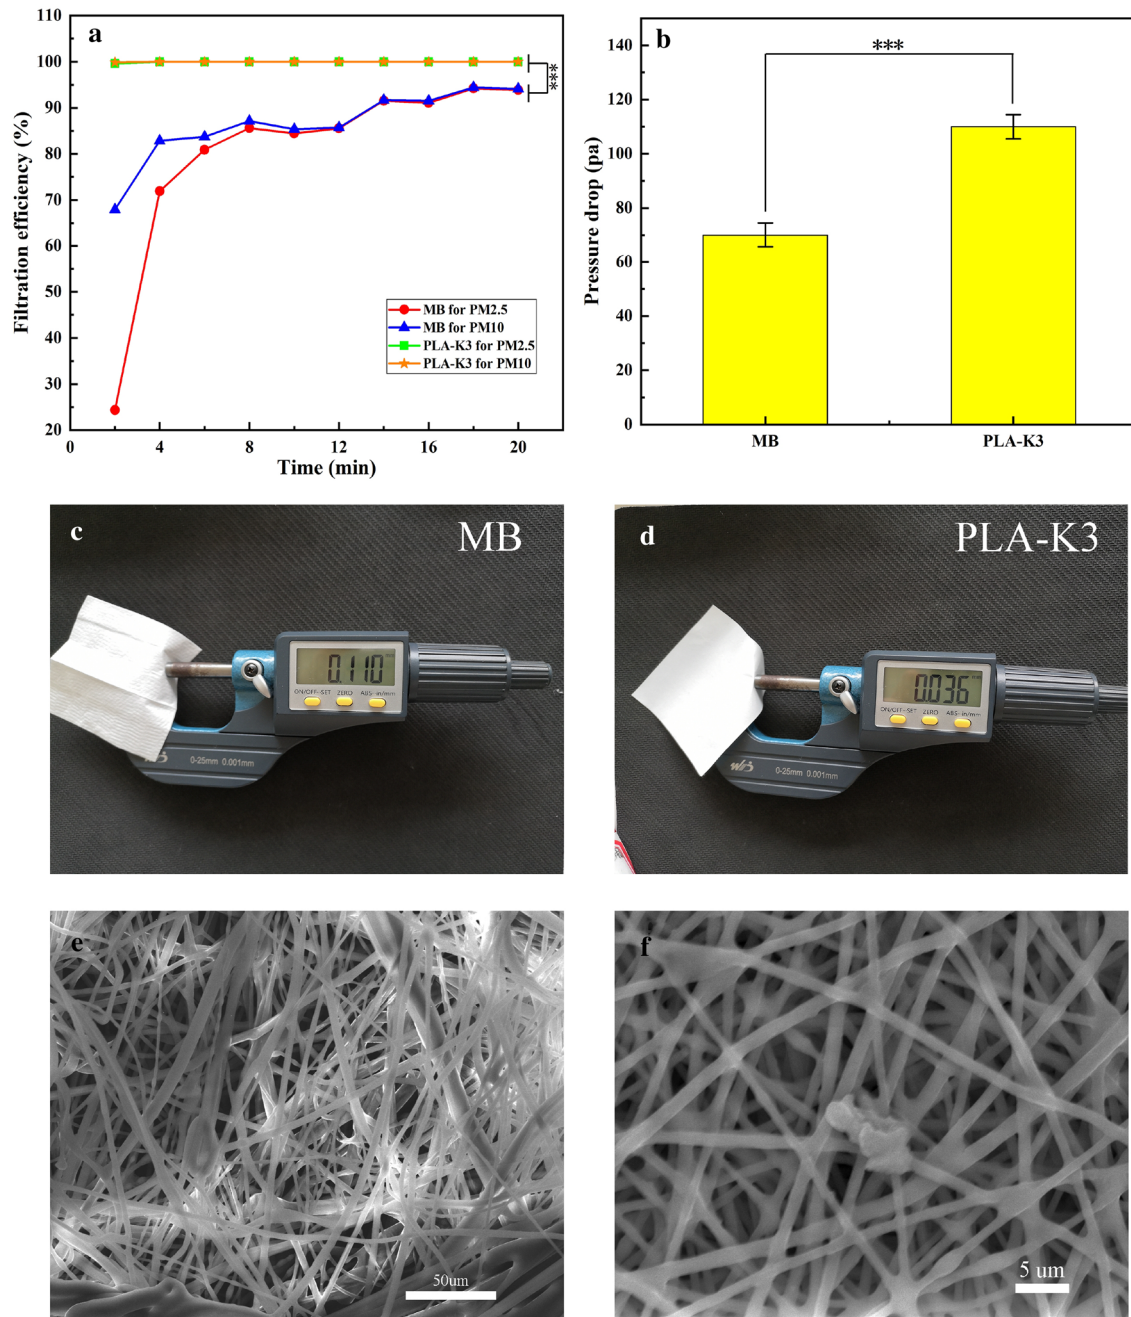 a
110
100
90
80
70
60
50
40
30
20
Filtration efficiency (%)
0
4
8
12
16
20
Time (min)
***
MB for PM2.5
MB for PM10
PLA-K3 for PM2.5
PLA-K3 for PM10
b
140
120
100
80
60
40
20
0
Pressure drop (pa)
***
MB
PLA-K3
c
MB
0.110
ON/OFF-SET ZERO ABS-in/mm
0-25mm 0.001mm
d
PLA-K3
0.036
ON/OFF-SET ZERO ABS-in/mm
0-25mm 0.001mm
e
50um
f
5 um